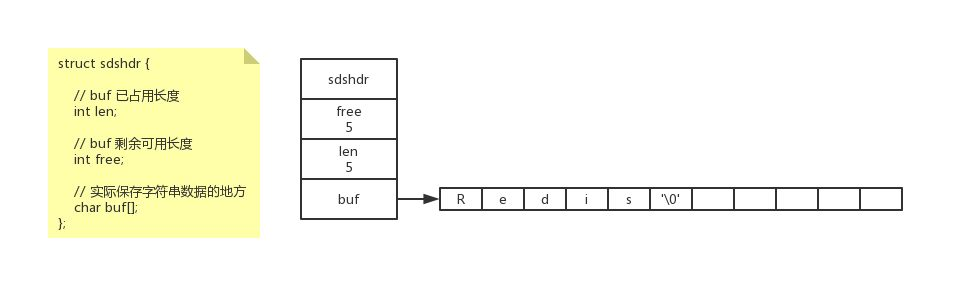 struct sdshdr {
// buf 已占用长度
int len;
// buf 剩余可用长度
int free;
// 实际保存字符串数据的地方
char buf[];
};
sdshdr
free
5
len
5
buf
R e d i s '\0'